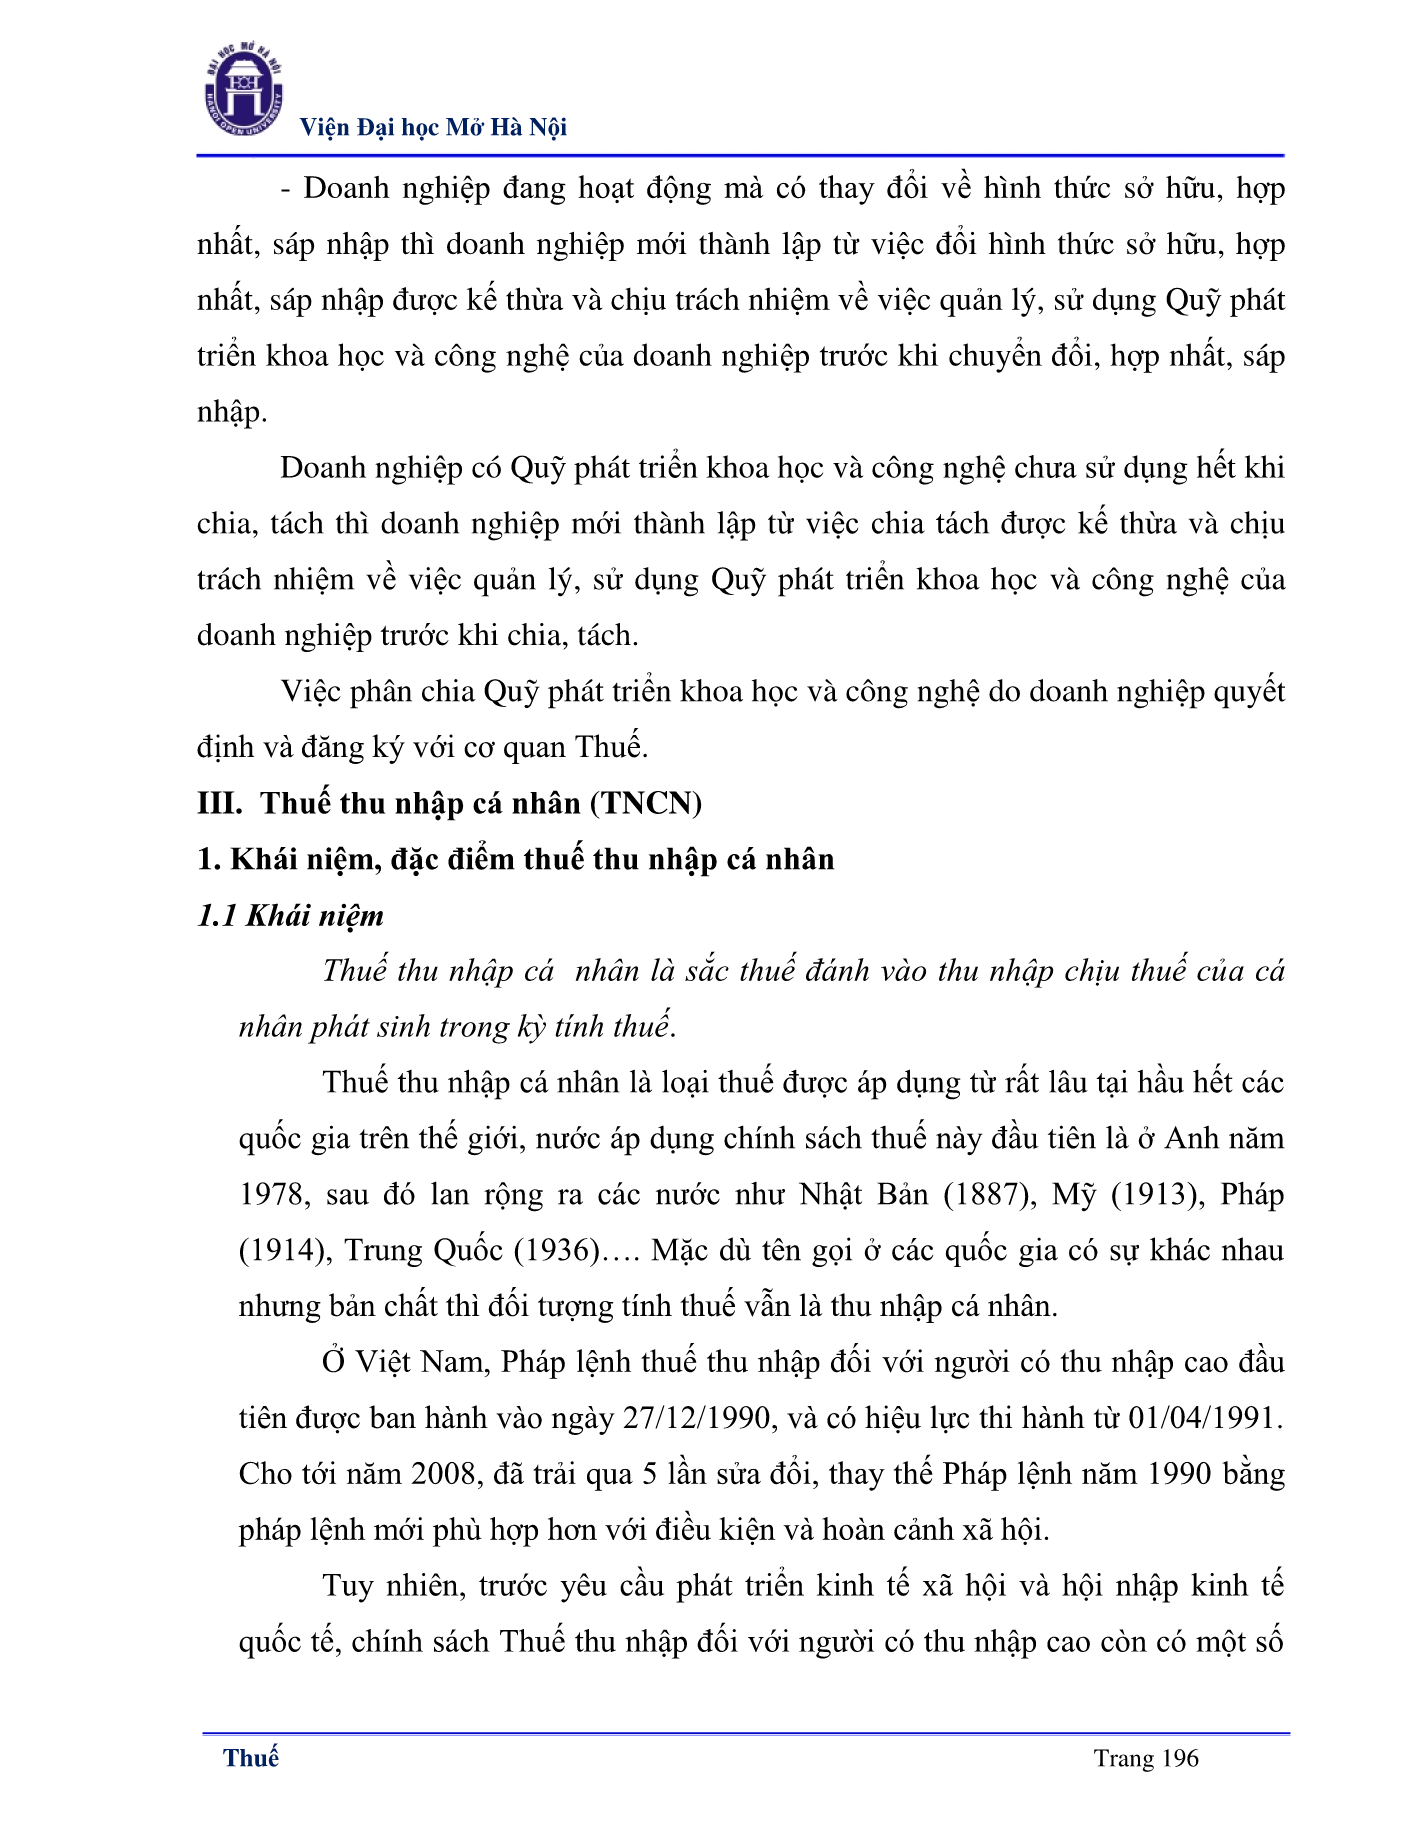 ĐẠI HỌC MỞ HÀ NỘI
HANOI OPEN UNIVERSITY
Viện Đại học Mở Hà Nội
- Doanh nghiệp đang hoạt động mà có thay đổi về hình thức sở hữu, hợp
nhất, sáp nhập thì doanh nghiệp mới thành lập từ việc đổi hình thức sở hữu, hợp
nhất, sáp nhập được kế thừa và chịu trách nhiệm về việc quản lý, sử dụng Quỹ phát
triển khoa học và công nghệ của doanh nghiệp trước khi chuyển đổi, hợp nhất, sáp
nhập.
Doanh nghiệp có Quỹ phát triển khoa học và công nghệ chưa sử dụng hết khi
chia, tách thì doanh nghiệp mới thành lập từ việc chia tách được kế thừa và chịu
trách nhiệm về việc quản lý, sử dụng Quỹ phát triển khoa học và công nghệ của
doanh nghiệp trước khi chia, tách.
Việc phân chia Quỹ phát triển khoa học và công nghệ do doanh nghiệp quyết
định và đăng ký với cơ quan Thuế.
III. Thuế thu nhập cá nhân (TNCN)
1. Khái niệm, đặc điểm thuế thu nhập cá nhân
1.1 Khái niệm
Thuế thu nhập cá nhân là sắc thuế đánh vào thu nhập chịu thuế của cá
nhân phát sinh trong kỳ tính thuế.
Thuế thu nhập cá nhân là loại thuế được áp dụng từ rất lâu tại hầu hết các
quốc gia trên thế giới, nước áp dụng chính sách thuế này đầu tiên là ở Anh năm
1978, sau đó lan rộng ra các nước như Nhật Bản (1887), Mỹ (1913), Pháp
(1914), Trung Quốc (1936)…. Mặc dù tên gọi ở các quốc gia có sự khác nhau
nhưng bản chất thì đối tượng tính thuế vẫn là thu nhập cá nhân.
Ở Việt Nam, Pháp lệnh thuế thu nhập đối với người có thu nhập cao đầu
tiên được ban hành vào ngày 27/12/1990, và có hiệu lực thi hành từ 01/04/1991.
Cho tới năm 2008, đã trải qua 5 lần sửa đổi, thay thế Pháp lệnh năm 1990 bằng
pháp lệnh mới phù hợp hơn với điều kiện và hoàn cảnh xã hội.
Tuy nhiên, trước yêu cầu phát triển kinh tế xã hội và hội nhập kinh tế
quốc tế, chính sách Thuế thu nhập đối với người có thu nhập cao còn có một số
Thuế
Trang 196